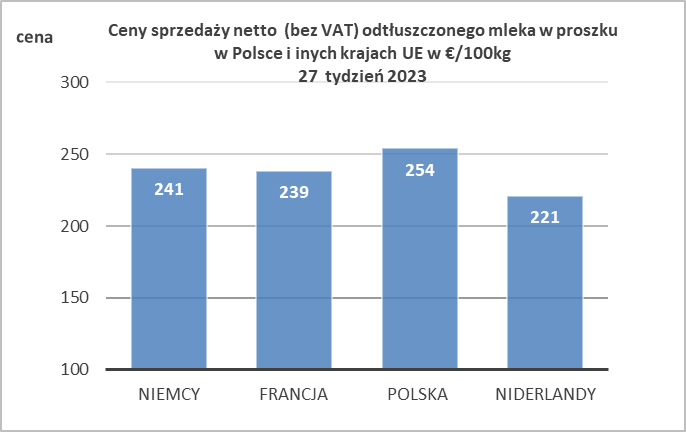 cena
Ceny sprzedaży netto (bez VAT) odtłuszczonego mleka w proszku
w Polsce i inych krajach UE w €/100kg
27 tydzień 2023
300
250
200
150
100
241
239
254
221
NIEMCY
FRANCJA
POLSKA
NIDERLANDY